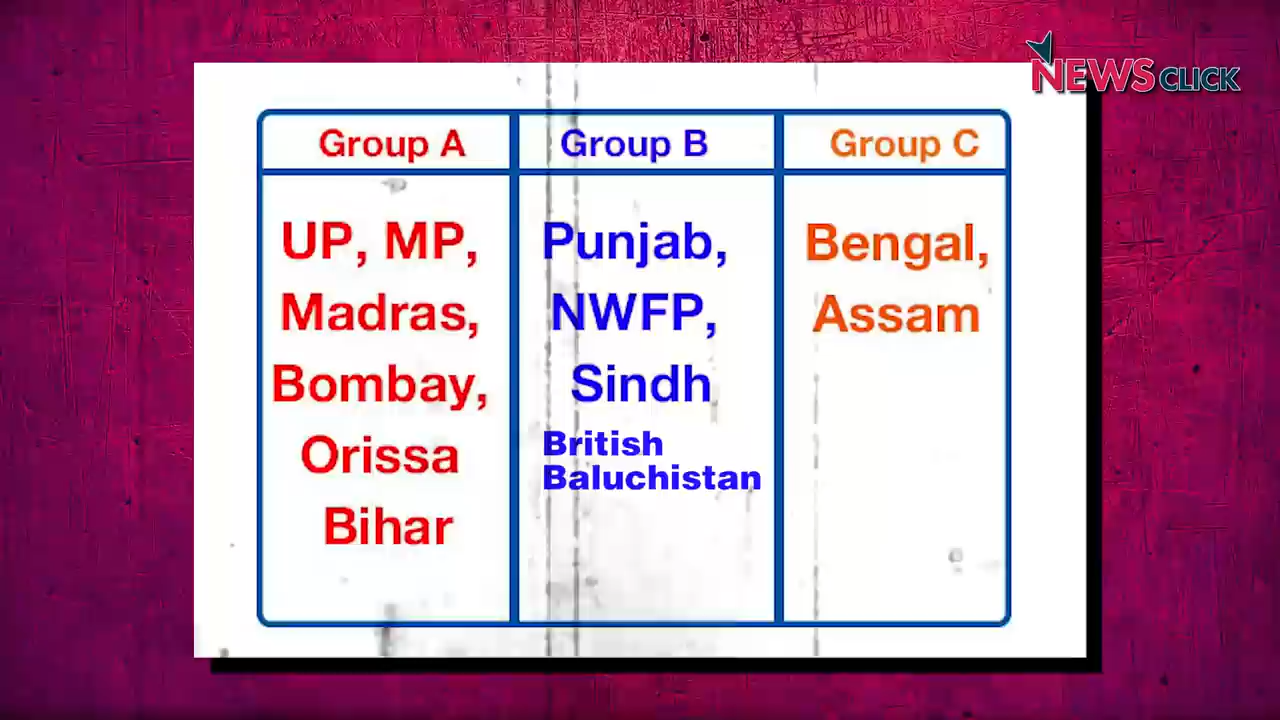 NEWSCLICK
Group A
Group B
Group C
UP, MP,
Madras,
Bombay,
Orissa
Bihar
Punjab,
NWFP,
Sindh
British
Baluchistan
Bengal,
Assam